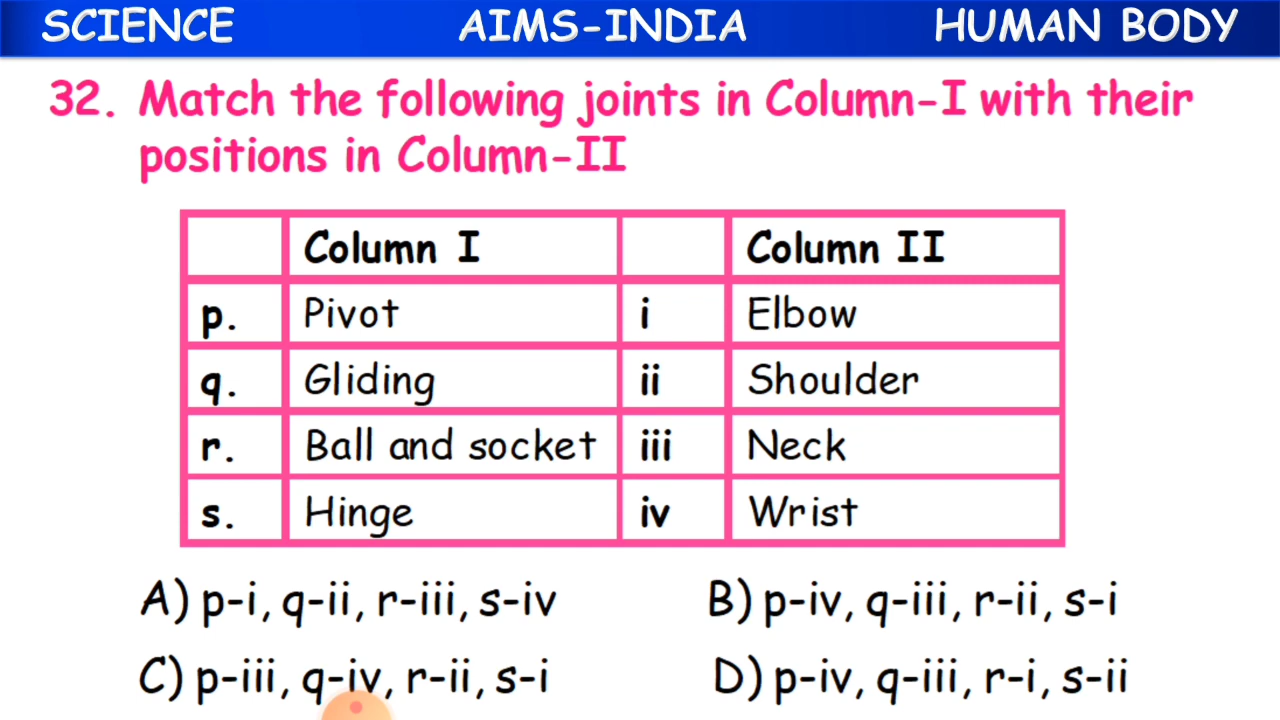 SCIENCE AIMS-INDIA HUMAN BODY
32. Match the following joints in Column-I with their
positions in Column-II
Column I Column II
p. Pivot i Elbow
q. Gliding ii Shoulder
r. Ball and socket iii Neck
s. Hinge iv Wrist
A) p-i, q-ii, r-iii, s-iv B) p-iv, q-iii, r-ii, s-i
C) p-iii, q-iv, r-ii, s-i D) p-iv, q-iii, r-i, s-ii